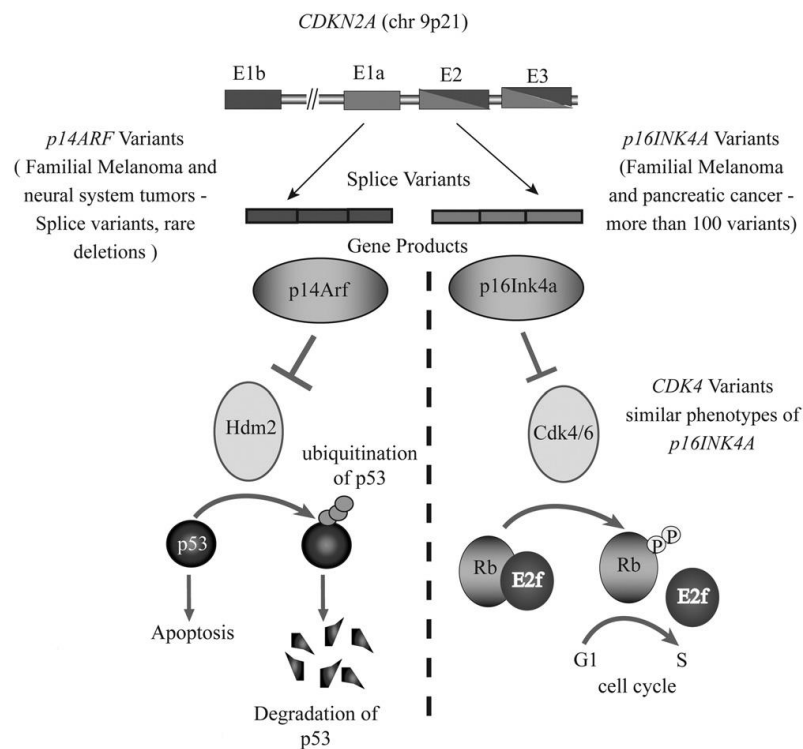 CDKN2A (chr 9p21)
E1b
E1a
E2
E3
p14ARF Variants
( Familial Melanoma and
neural system tumors -
Splice variants, rare
deletions )
p16INK4A Variants
(Familial Melanoma
and pancreatic cancer -
more than 100 variants)
Splice Variants
Gene Products
p14Arf
p16Ink4a
Hdm2
Cdk4/6
CDK4 Variants
similar phenotypes of
p16INK4A
ubiquitination
of p53
p53
Apoptosis
Degradation of
p53
Rb
E2f
Rb
P
P
E2f
G1
S
cell cycle